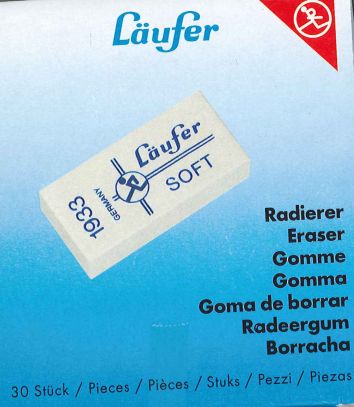 Läufer
Läufer
SOFT
GERMANY
1933
Radierer
Eraser
Gomme
Gomma
Goma de borrar
Radeergum
Borracha
30 Stück / Pieces / Pièces / Stuks / Pezzi / Piezas